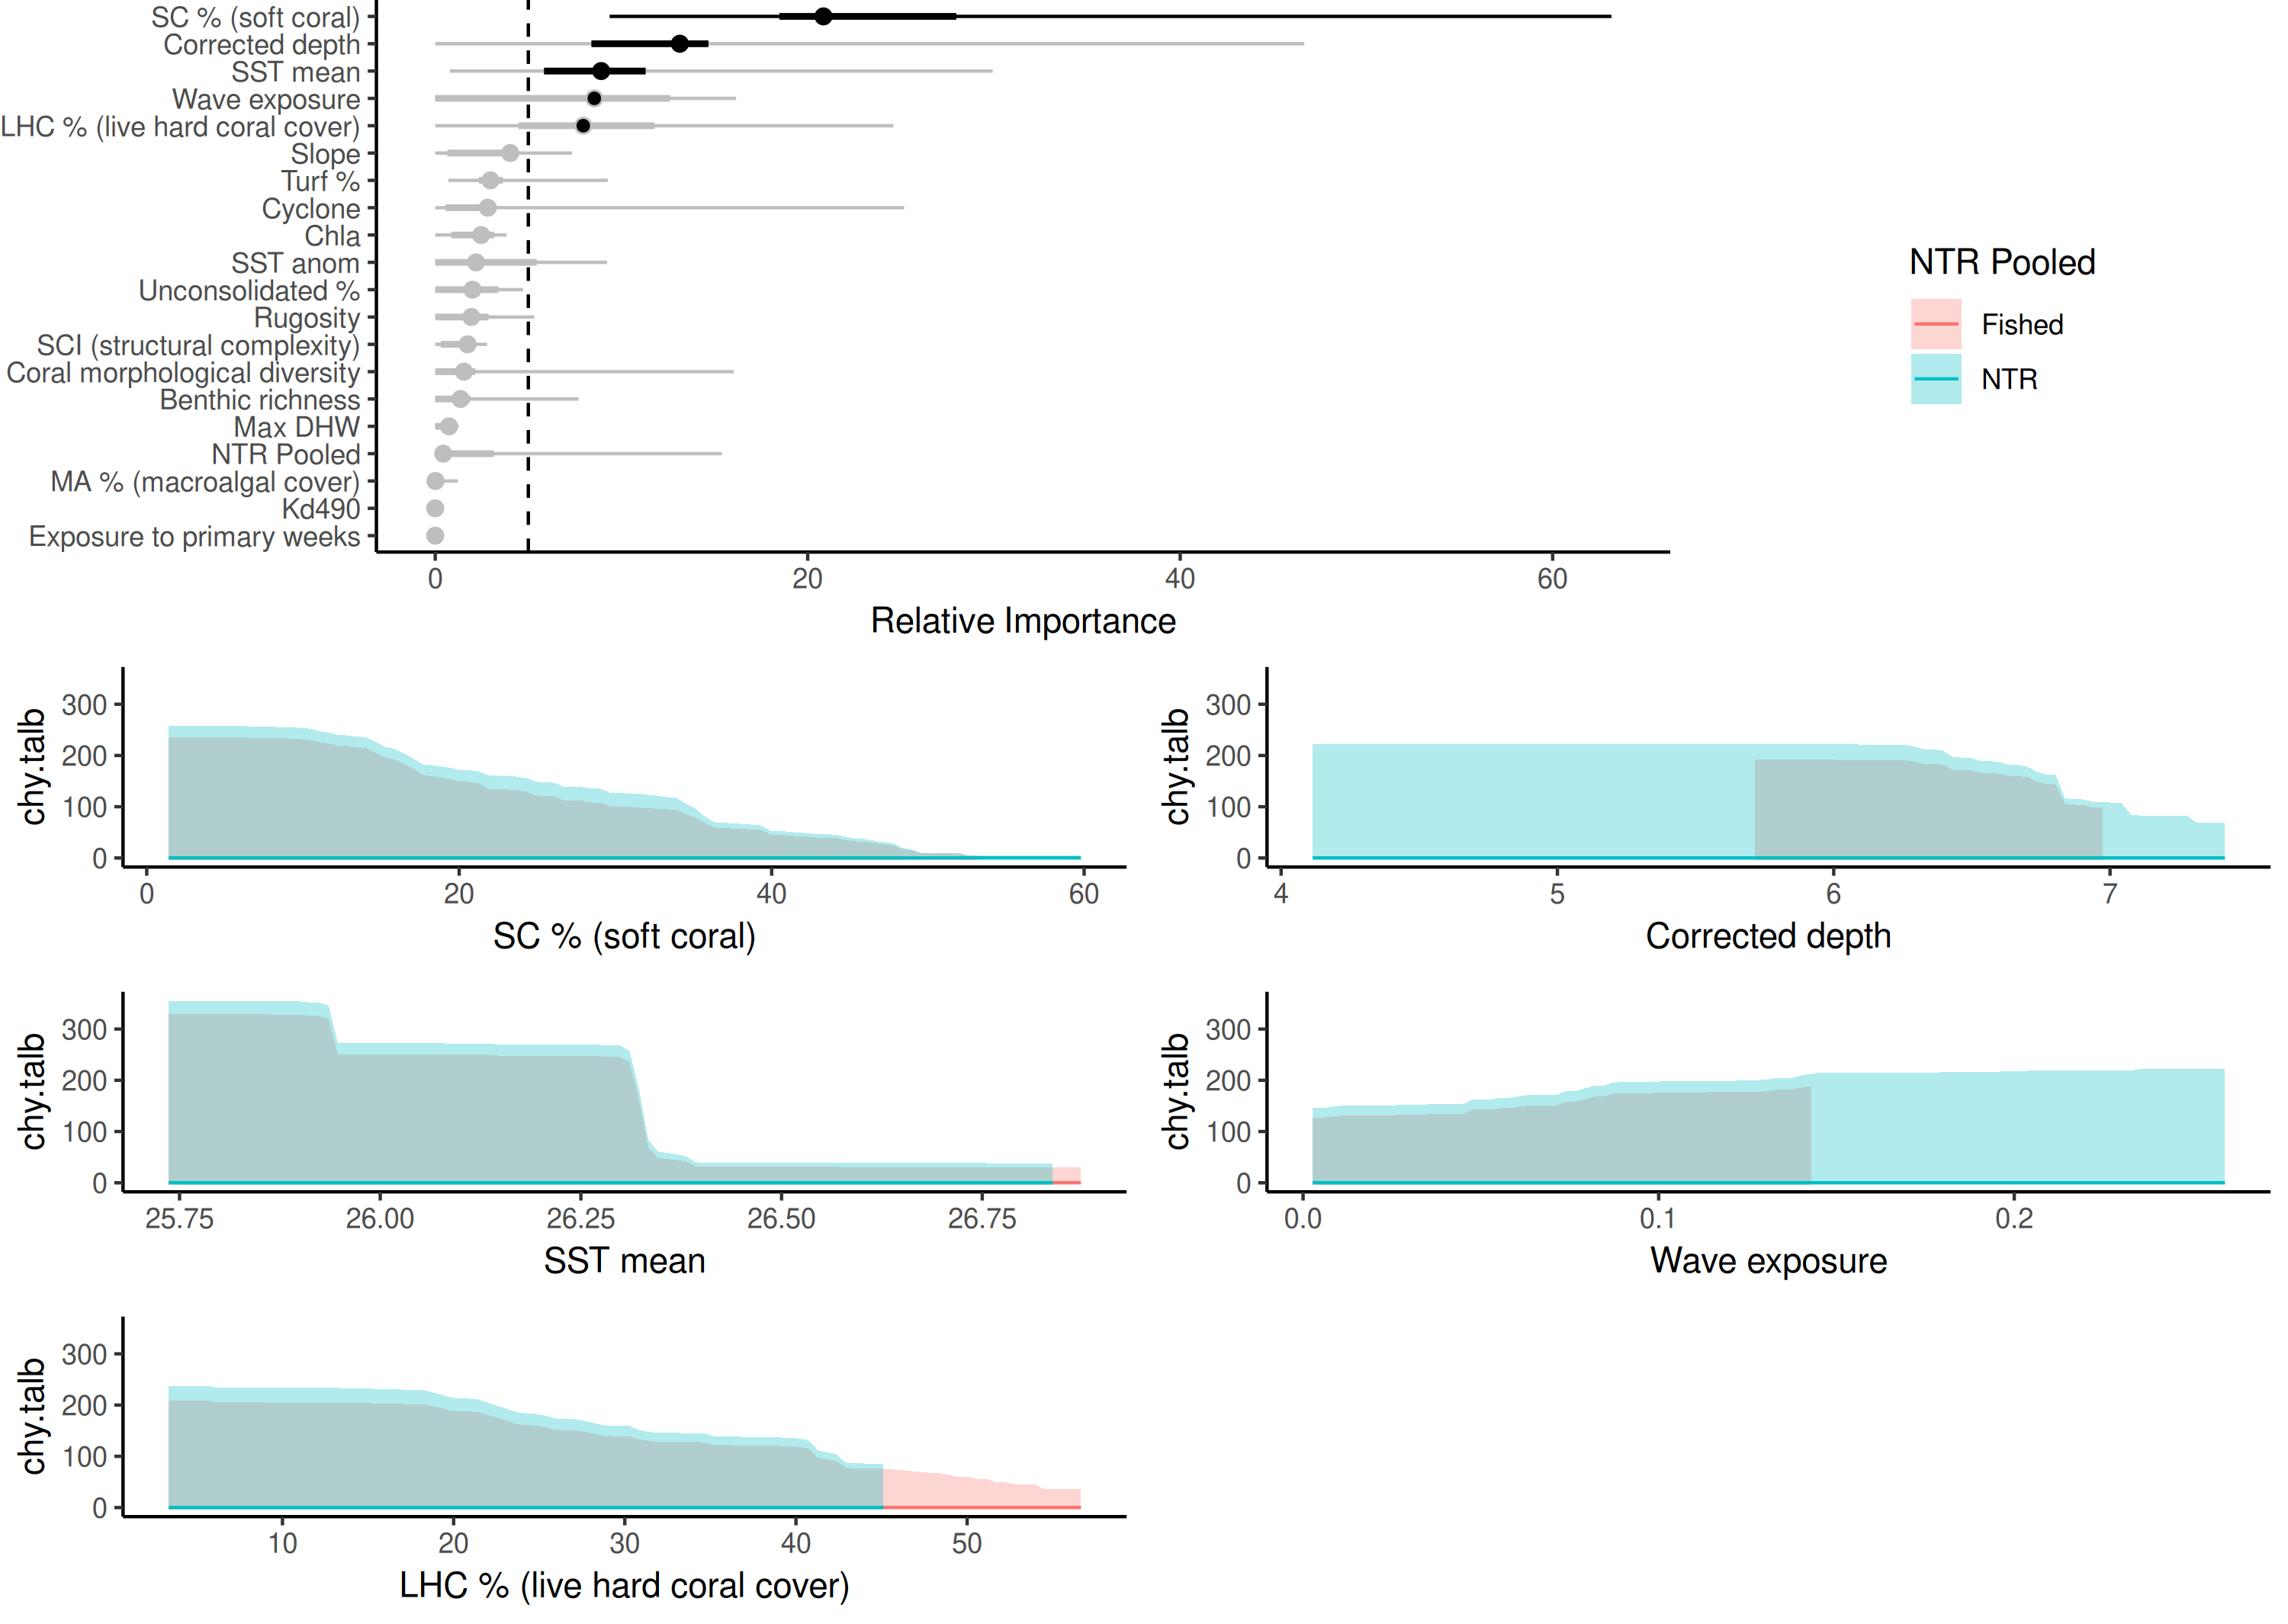 SC % (soft coral)
Corrected depth
SST mean
Wave exposure
LHC % (live hard coral cover)
Slope
Turf %
Cyclone
Chla
SST anom
Unconsolidated %
Rugosity
SCI (structural complexity)
Coral morphological diversity
Benthic richness
Max DHW
NTR Pooled
MA % (macroalgal cover)
Kd490
Exposure to primary weeks
0 20 40 60
Relative Importance
NTR Pooled
Fished
NTR
chy.talb
300
200
100
0
0 20 40 60
SC % (soft coral)
chy.talb
300
200
100
0
4 5 6 7
Corrected depth
chy.talb
300
200
100
0
25.75 26.00 26.25 26.50 26.75
SST mean
chy.talb
300
200
100
0
0.0 0.1 0.2
Wave exposure
chy.talb
300
200
100
0
10 20 30 40 50
LHC % (live hard coral cover)